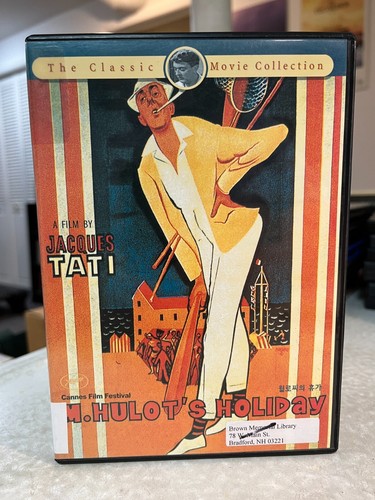 The Classic Movie Collection
A FILM BY
JACQUES
TATI
Cannes Film Festival
윌로씨의 휴가
M.HULOT'S HOLIDAY
Brown Memorial Library
78 W. Main St.
Bradford, NH 03221